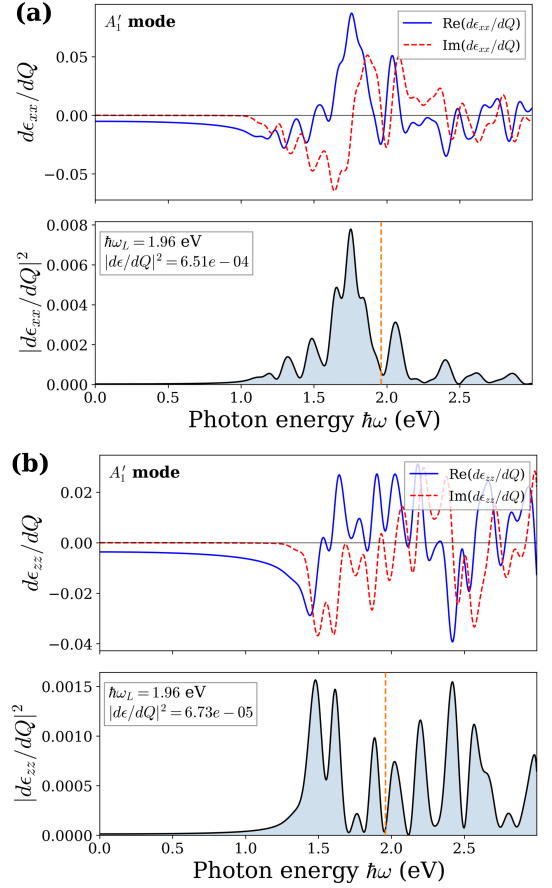 (a)
A₁′ mode
Re(dϵxx/dQ)
Im(dϵxx/dQ)
dϵxx/dQ
0.05
0.00
−0.05
ħωL = 1.96 eV
|dϵ/dQ|² = 6.51e − 04
|dϵxx/dQ|²
0.008
0.006
0.004
0.002
0.000
0.0 0.5 1.0 1.5 2.0 2.5
Photon energy ħω (eV)
(b)
A₁′ mode
Re(dϵzz/dQ)
Im(dϵzz/dQ)
dϵzz/dQ
0.02
0.00
−0.02
−0.04
ħωL = 1.96 eV
|dϵ/dQ|² = 6.73e − 05
|dϵzz/dQ|²
0.0015
0.0010
0.0005
0.0000
0.0 0.5 1.0 1.5 2.0 2.5
Photon energy ħω (eV)